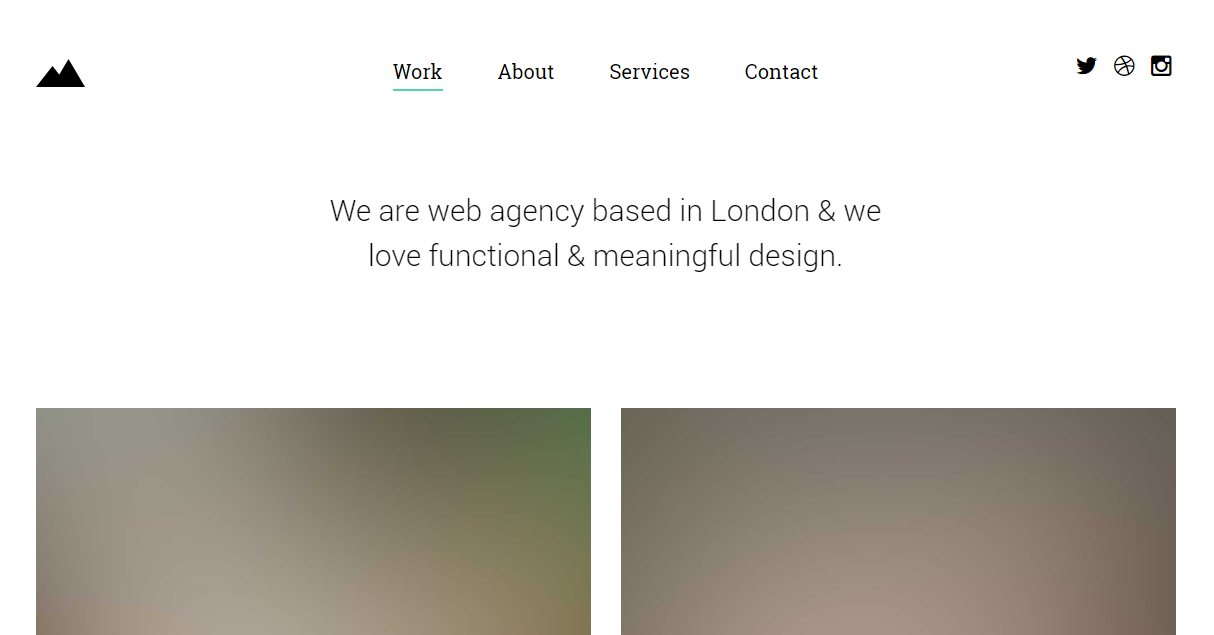 Work About Services Contact
We are web agency based in London & we
love functional & meaningful design.